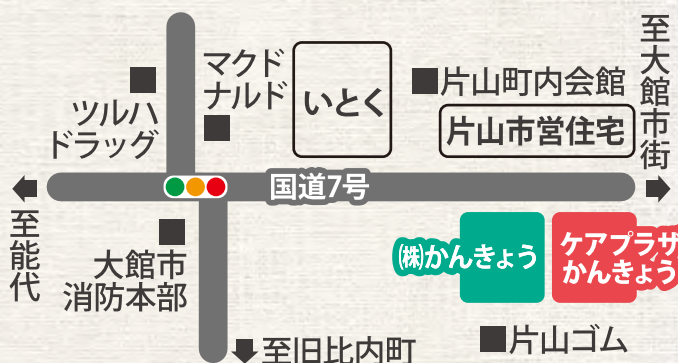 至大館市街
マクド
ナルド
いとく
片山町内会館
ツルハ
ドラッグ
片山市営住宅
国道7号
至能代
大館市
消防本部
㈱かんきょう
ケアプラザ
かんきょう
片山ゴム
至旧比内町